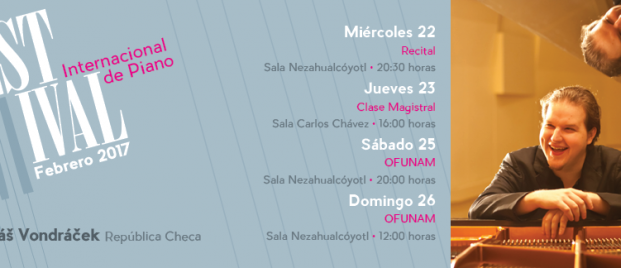 IVAL
Internacional
de Piano
Febrero 2017
Vondráček República Checa
Miércoles 22
Recital
Sala Nezahualcóyotl • 20:30 horas
Jueves 23
Clase Magistral
Sala Carlos Chávez • 16:00 horas
Sábado 25
OFUNAM
Sala Nezahualcóyotl • 20:00 horas
Domingo 26
OFUNAM
Sala Nezahualcóyotl • 12:00 horas